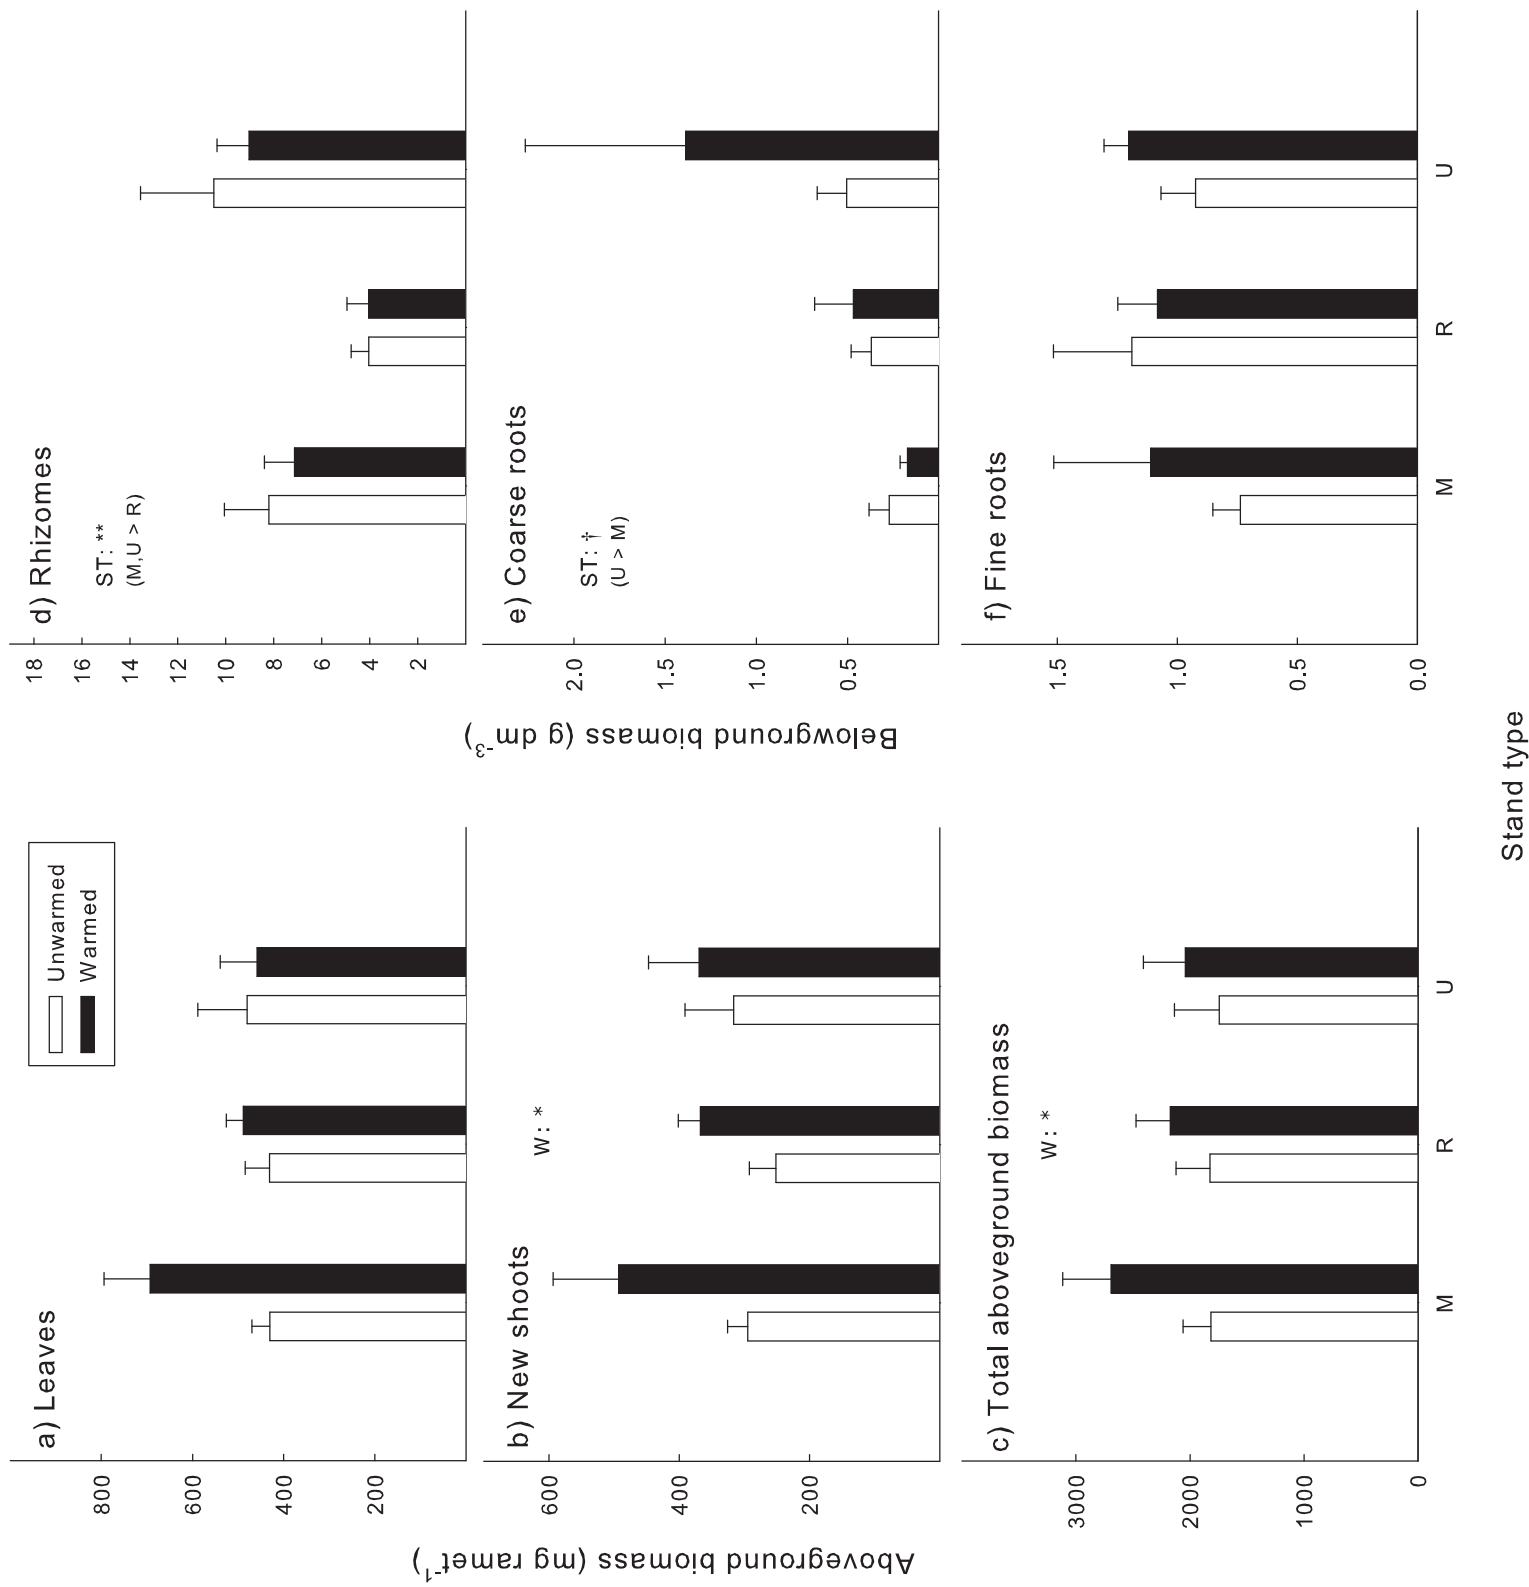 a) Leaves
Unwarmed
Warmed
800
600
400
200
b) New shoots
W: *
600
400
200
c) Total aboveground biomass
W: *
3000
2000
1000
0
M
R
U
Aboveground biomass (mg ramet⁻¹)
d) Rhizomes
ST: **
(M,U > R)
18
16
14
12
10
8
6
4
2
e) Coarse roots
ST: †
(U > M)
2.0
1.5
1.0
0.5
f) Fine roots
1.5
1.0
0.5
0.0
M
R
U
Belowground biomass (g dm⁻³)
Stand type